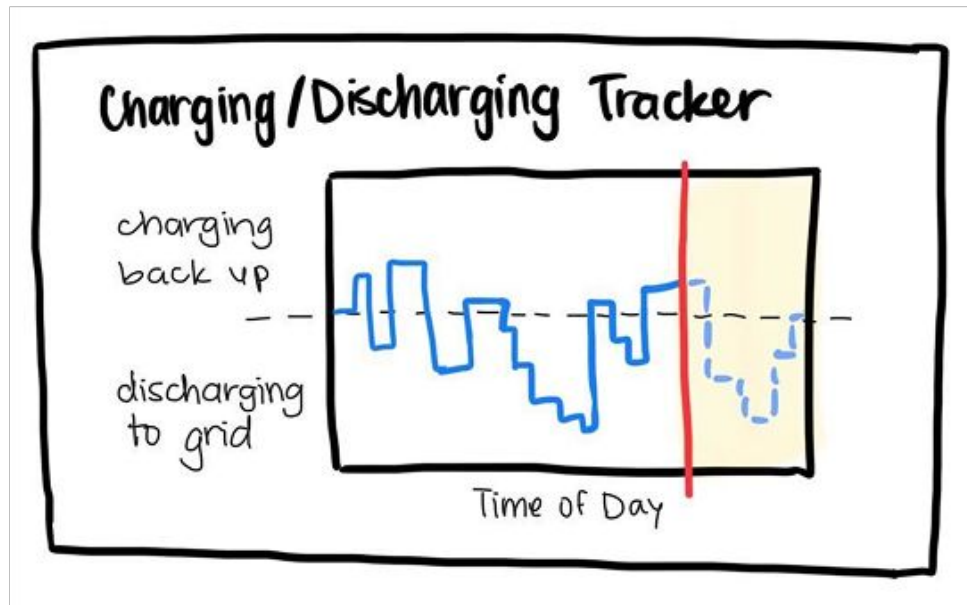 Charging/Discharging Tracker
charging
back up
discharging
to grid
Time of Day